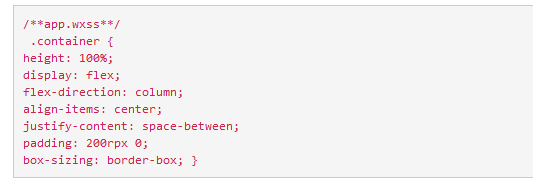 /**app.wxss**/
.container {
height: 100%;
display: flex;
flex-direction: column;
align-items: center;
justify-content: space-between;
padding: 200rpx 0;
box-sizing: border-box; }